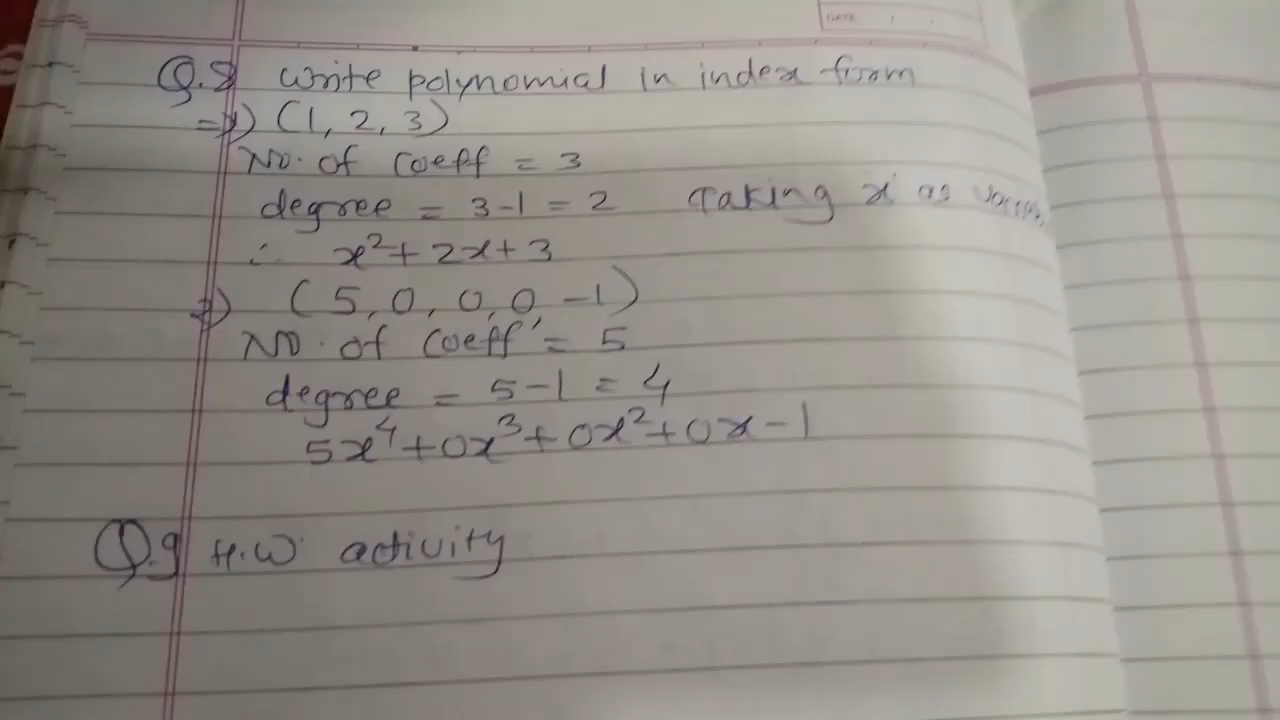 DATE
Q.8 Write polynomial in index form
⇒ 1) (1, 2, 3)
No. of coeff = 3
degree = 3-1 = 2 Taking x as
∴ x²+ 2x+ 3
2) (5, 0, 0, 0, -1)
No. of coeff = 5
degree = 5-1 = 4
5x⁴+0x³+0x²+0x-1
Q.9 H.W. activity